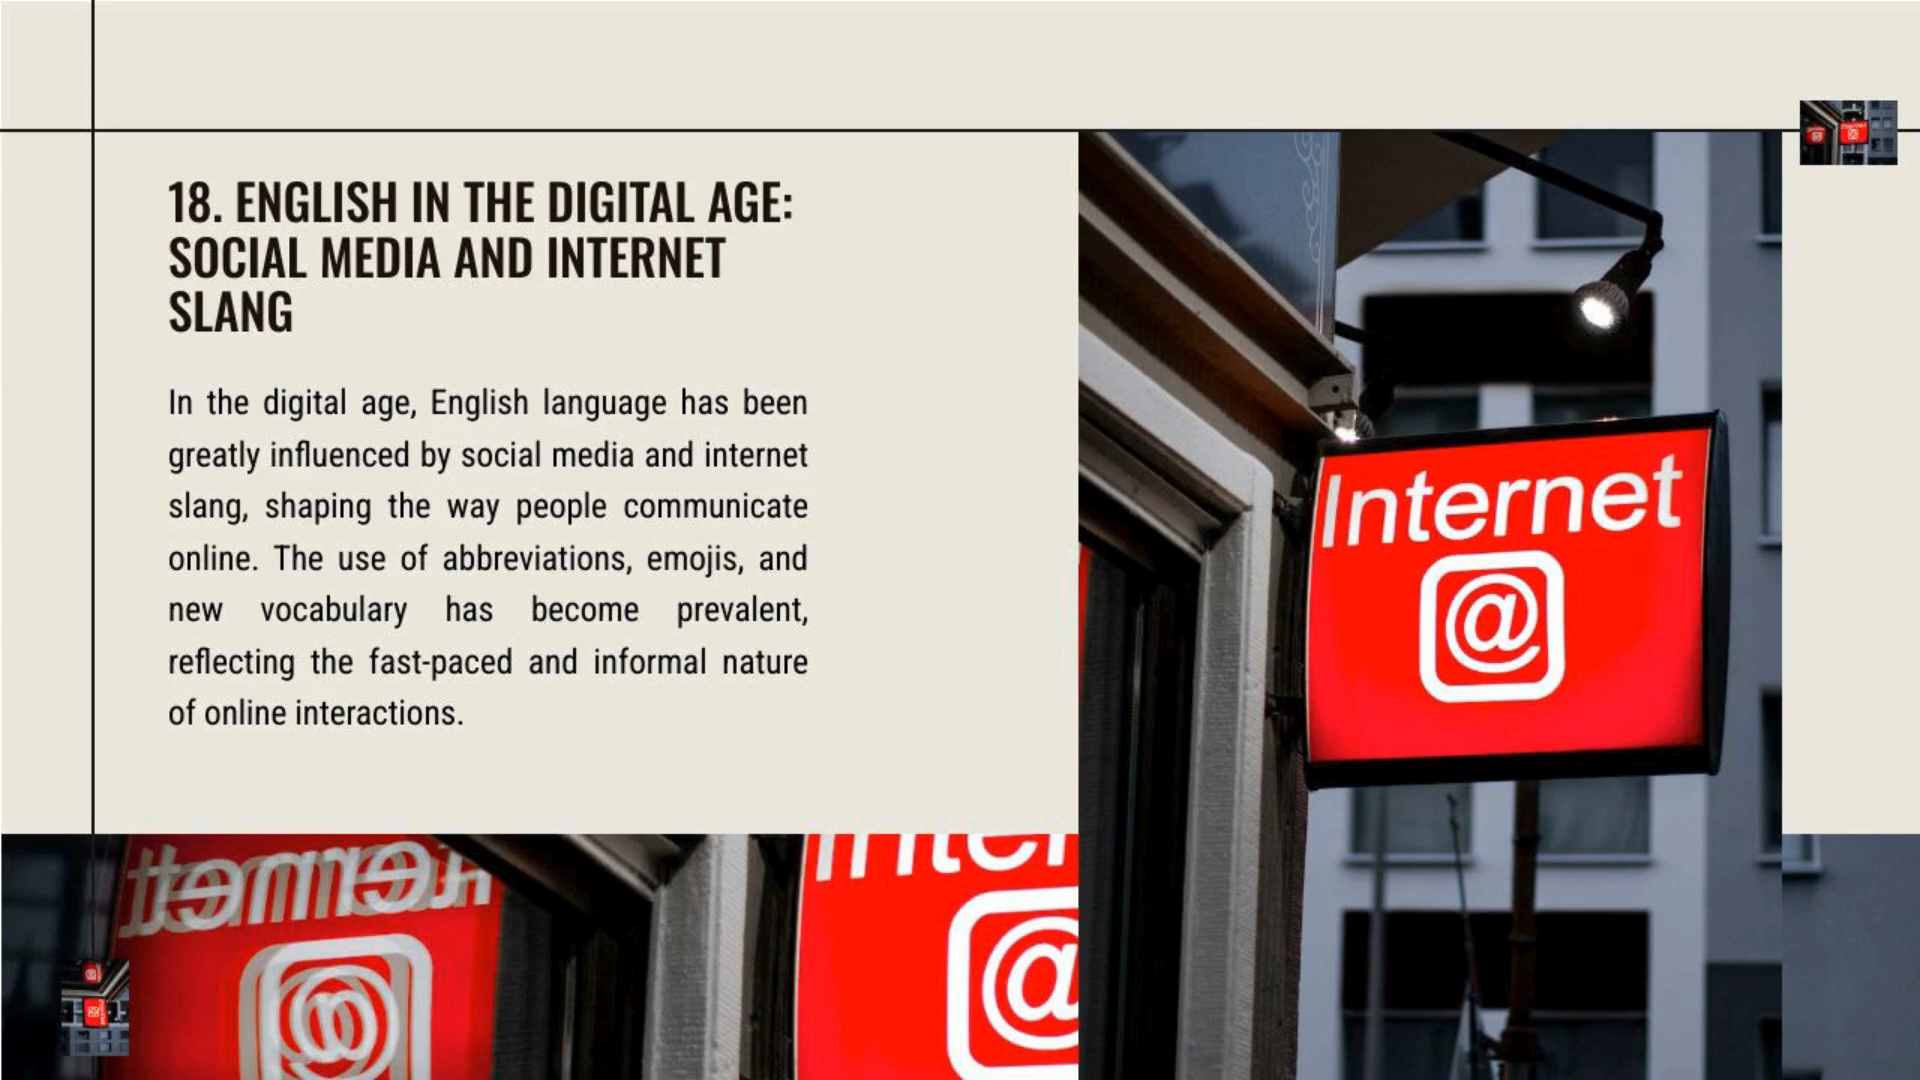 18. ENGLISH IN THE DIGITAL AGE:
SOCIAL MEDIA AND INTERNET
SLANG
In the digital age, English language has been
greatly influenced by social media and internet
slang, shaping the way people communicate
online. The use of abbreviations, emojis, and
new vocabulary has become prevalent,
reflecting the fast-paced and informal nature
of online interactions.
Internet
@
Internet
Inter
@